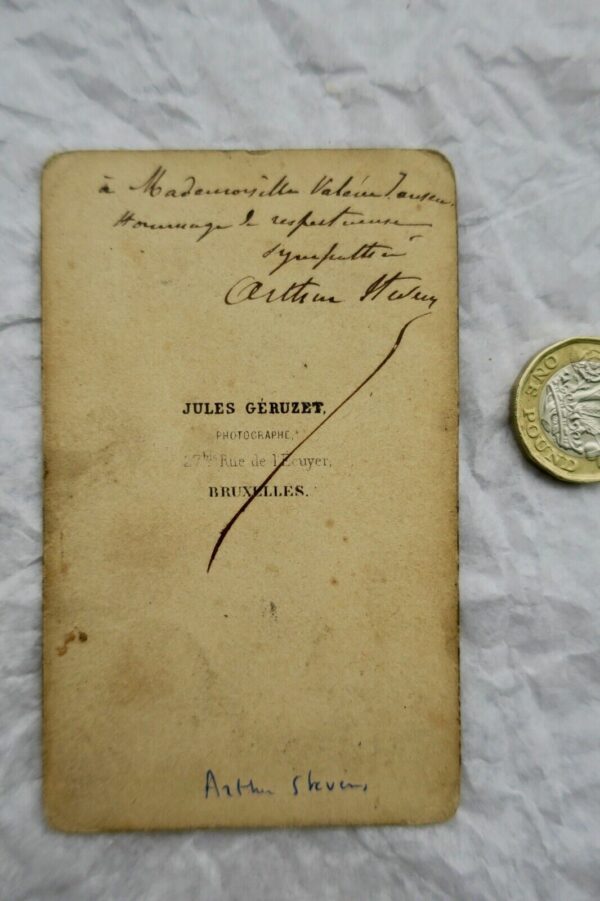 à Mademoiselle Valérie Jansen.
Hommage de respectueuse
sympathie
Arthur Stevens
JULES GÉRUZET,
PHOTOGRAPHE,
27bis Rue de l'Ecuyer,
BRUXELLES.
Arthur Stevens
ONE POUND